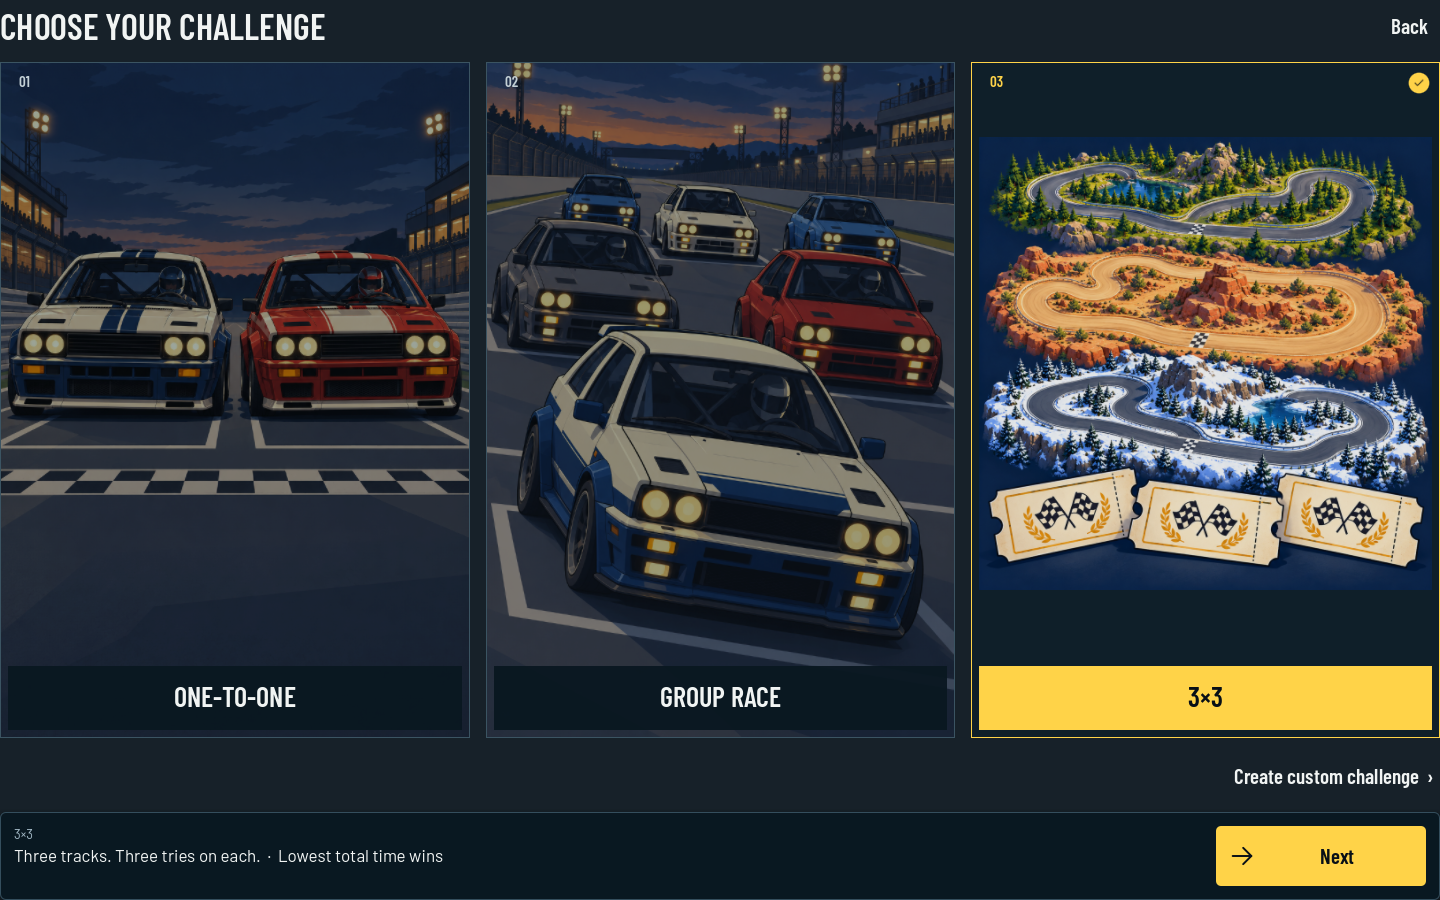 CHOOSE YOUR CHALLENGE
Back
01
02
03
ONE-TO-ONE
GROUP RACE
3×3
Create custom challenge ›
3×3
Three tracks. Three tries on each. · Lowest total time wins
Next